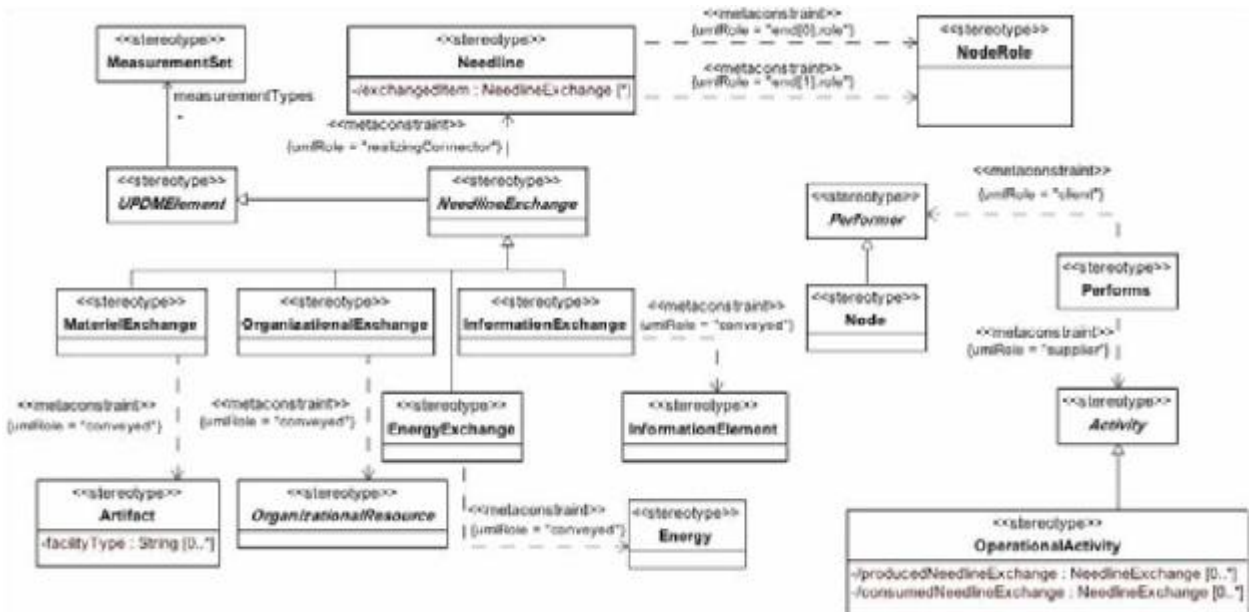 <<metaconstraint>>
{umlRole = "end[0].role"}
<<stereotype>>
MeasurementSet
<<stereotype>>
Needline
-/exchangedItem : NeedlineExchange [*]
<<stereotype>>
NodeRole
<<metaconstraint>>
{umlRole = "end[1].role"}
measurementTypes
*
<<metaconstraint>>
{umlRole = "realizingConnector"}
<<stereotype>>
UPDMElement
<<stereotype>>
NeedlineExchange
<<stereotype>>
Performer
<<metaconstraint>>
{umlRole = "client"}
<<stereotype>>
MaterielExchange
<<stereotype>>
OrganizationalExchange
<<stereotype>>
InformationExchange
<<metaconstraint>>
{umlRole = "conveyed"}
<<stereotype>>
Node
<<stereotype>>
Performs
<<metaconstraint>>
{umlRole = "supplier"}
<<metaconstraint>>
{umlRole = "conveyed"}
<<metaconstraint>>
{umlRole = "conveyed"}
<<stereotype>>
EnergyExchange
<<stereotype>>
InformationElement
<<stereotype>>
Activity
<<stereotype>>
Artifact
-facilityType : String [0..*]
<<stereotype>>
OrganizationalResource
<<metaconstraint>>
{umlRole = "conveyed"}
<<stereotype>>
Energy
<<stereotype>>
OperationalActivity
-/producedNeedlineExchange : NeedlineExchange [0..*]
-/consumedNeedlineExchange : NeedlineExchange [0..*]